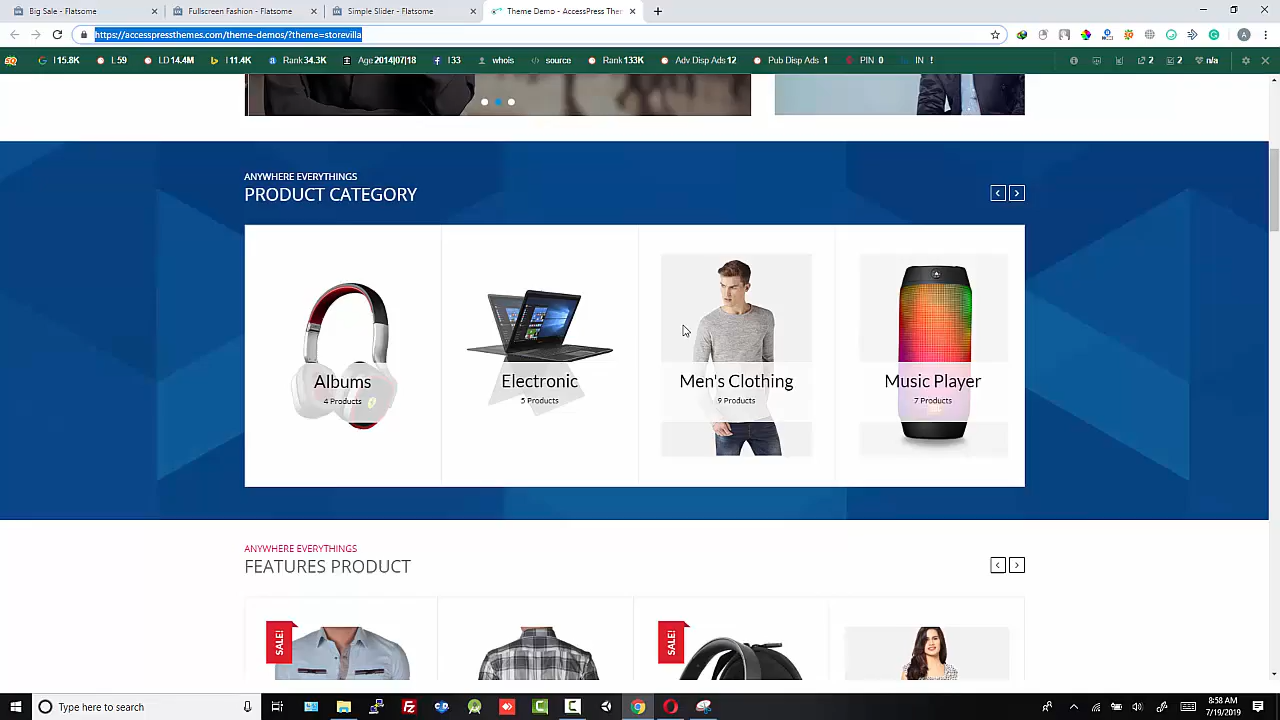 Big Sale - Flatsome
Fullscreen Fashion - Flatsome
Simple Slider - Flatsome
Theme Demo - AccessPress The
https://accesspressthemes.com/theme-demos/?theme=storevilla
A
I 15.8K
L 59
LD 14.4M
I 11.4K
Rank 34.3K
Age 2014|07|18
I 33
whois
source
Rank 133K
Adv Disp Ads 12
Pub Disp Ads 1
PIN 0
IN !
2
2
n/a
ANYWHERE EVERYTHINGS
PRODUCT CATEGORY
Albums
4 Products
Electronic
5 Products
Men's Clothing
9 Products
Music Player
7 Products
ANYWHERE EVERYTHINGS
FEATURES PRODUCT
SALE!
SALE!
Type here to search
8:58 AM
7/19/2019